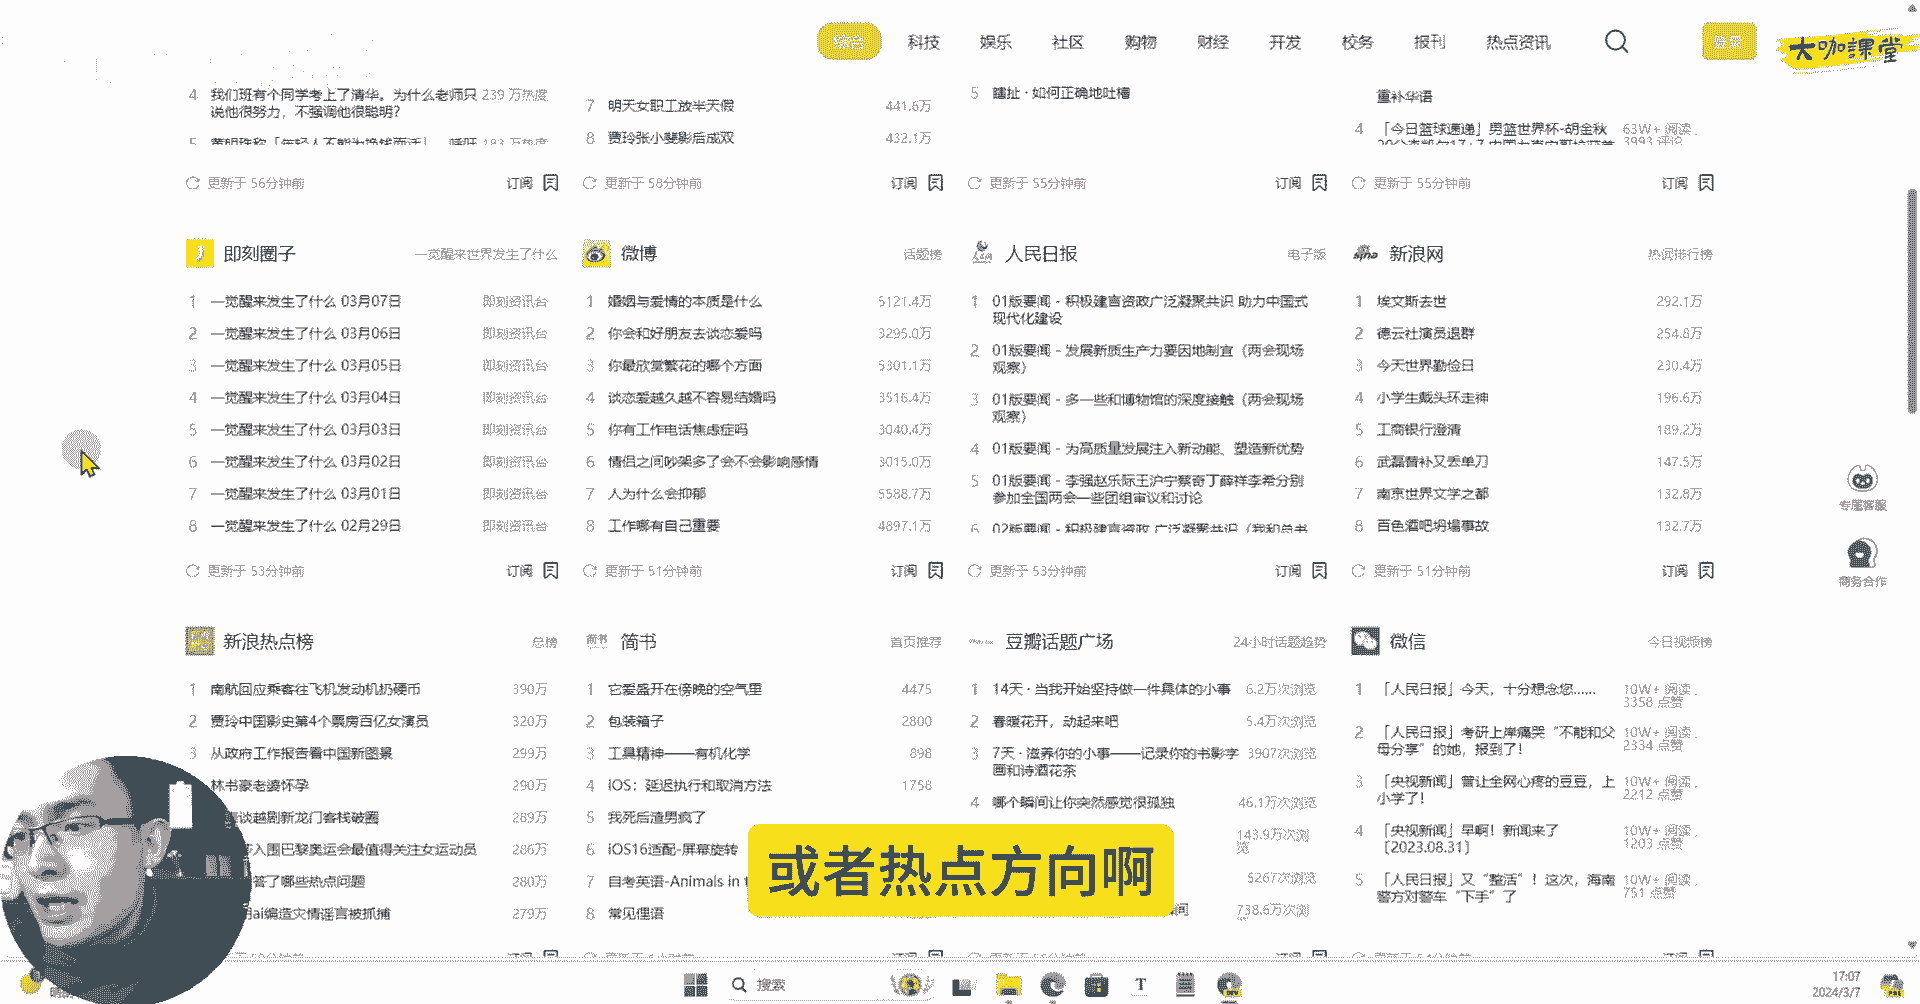 综合 科技 娱乐 社区 购物 财经 开发 校务 报刊 热点资讯 登录
大咖課堂
4 我们班有个同学考上了清华。为什么老师只说他很努力，不强调他很聪明? 239 万热度
更新于 56分钟前 订阅
7 明天女职工放半天假 441.6万
8 贾玲张小斐影后成双 432.1万
更新于 58分钟前 订阅
5 瞎扯 · 如何正确地吐槽
更新于 55分钟前 订阅
重补华语
4 「今日篮球速递」男篮世界杯-胡金秋 63W+ 阅读 .
3993 评论
更新于 55分钟前 订阅
即刻圈子 一觉醒来世界发生了什么
1 一觉醒来发生了什么 03月07日 即刻资讯台
2 一觉醒来发生了什么 03月06日 即刻资讯台
3 一觉醒来发生了什么 03月05日 即刻资讯台
4 一觉醒来发生了什么 03月04日 即刻资讯台
5 一觉醒来发生了什么 03月03日 即刻资讯台
6 一觉醒来发生了什么 03月02日 即刻资讯台
7 一觉醒来发生了什么 03月01日 即刻资讯台
8 一觉醒来发生了什么 02月29日 即刻资讯台
更新于 53分钟前 订阅
微博 话题榜
1 婚姻与爱情的本质是什么 5121.4万
2 你会和好朋友去谈恋爱吗 3295.0万
3 你最欣赏繁花的哪个方面 5301.1万
4 谈恋爱越久越不容易结婚吗 3516.4万
5 你有工作电话焦虑症吗 3040.4万
6 情侣之间吵架多了会不会影响感情 3015.0万
7 人为什么会抑郁 5588.7万
8 工作哪有自己重要 4897.1万
更新于 51分钟前 订阅
人民日报 电子版
1 01版要闻 - 积极建言资政广泛凝聚共识 助力中国式
现代化建设
2 01版要闻 - 发展新质生产力要因地制宜（两会现场
观察）
3 01版要闻 - 多一些和博物馆的深度接触（两会现场
观察）
4 01版要闻 - 为高质量发展注入新动能、塑造新优势
5 01版要闻 - 李强赵乐际王沪宁蔡奇丁薛祥李希分别
参加全国两会一些团组审议和讨论
6 02版要闻 - 积极建言资政 广泛凝聚共识（我和总书
更新于 53分钟前 订阅
sina 新浪网 热词排行榜
1 埃文斯去世 292.1万
2 德云社演员退群 254.8万
3 今天世界勤俭日 230.4万
4 小学生戴头环走神 196.6万
5 工商银行澄清 189.2万
6 武磊替补又丢单刀 147.5万
7 南京世界文学之都 132.8万
8 百色酒吧坍塌事故 132.7万
更新于 51分钟前 订阅
专属客服
商务合作
新浪热点榜 总榜
1 南航回应乘客往飞机发动机扔硬币 390万
2 贾玲中国影史第4个票房百亿女演员 320万
3 从政府工作报告看中国新图景 299万
林书豪老婆怀孕 290万
谈越剧新龙门客栈破圈 289万
入围巴黎奥运会最值得关注女运动员 286万
答了哪些热点问题 280万
ai编造灾情谣言被抓捕 279万
简书 首页推荐
1 它爱盛开在傍晚的空气里 4475
2 包装箱子 2800
3 工具精神——有机化学 898
4 iOS：延迟执行和取消方法 1758
5 我死后渣男疯了
6 iOS16适配-屏幕旋转
7 自考英语-Animals in t
8 常见俚语
豆瓣话题广场 24小时话题趋势
1 14天 · 当我开始坚持做一件具体的小事 6.2万次浏览
2 春暖花开，动起来吧 5.4万次浏览
3 7天 · 滋养你的小事——记录你的书影字 3907次浏览
画和诗酒花茶
4 哪个瞬间让你突然感觉很孤独 46.1万次浏览
143.9万次浏
览
5267次浏览
738.6万次浏
微信 今日视频榜
1 「人民日报」今天，十分想念您…… 10W+ 阅读 .
3358 点赞
2 「人民日报」考研上岸痛哭“不能和父 10W+ 阅读 .
母分享”的她，报到了！ 2334 点赞
3 「央视新闻」曾让全网心疼的豆豆，上 10W+ 阅读 .
小学了！ 2212 点赞
4 「央视新闻」早啊！新闻来了 10W+ 阅读 .
〔2023.08.31〕 1203 点赞
5 「人民日报」又“整活”！这次，海南 10W+ 阅读 .
警方对警车“下手”了 751 点赞
或者热点方向啊
搜索
17:07
2024/3/7